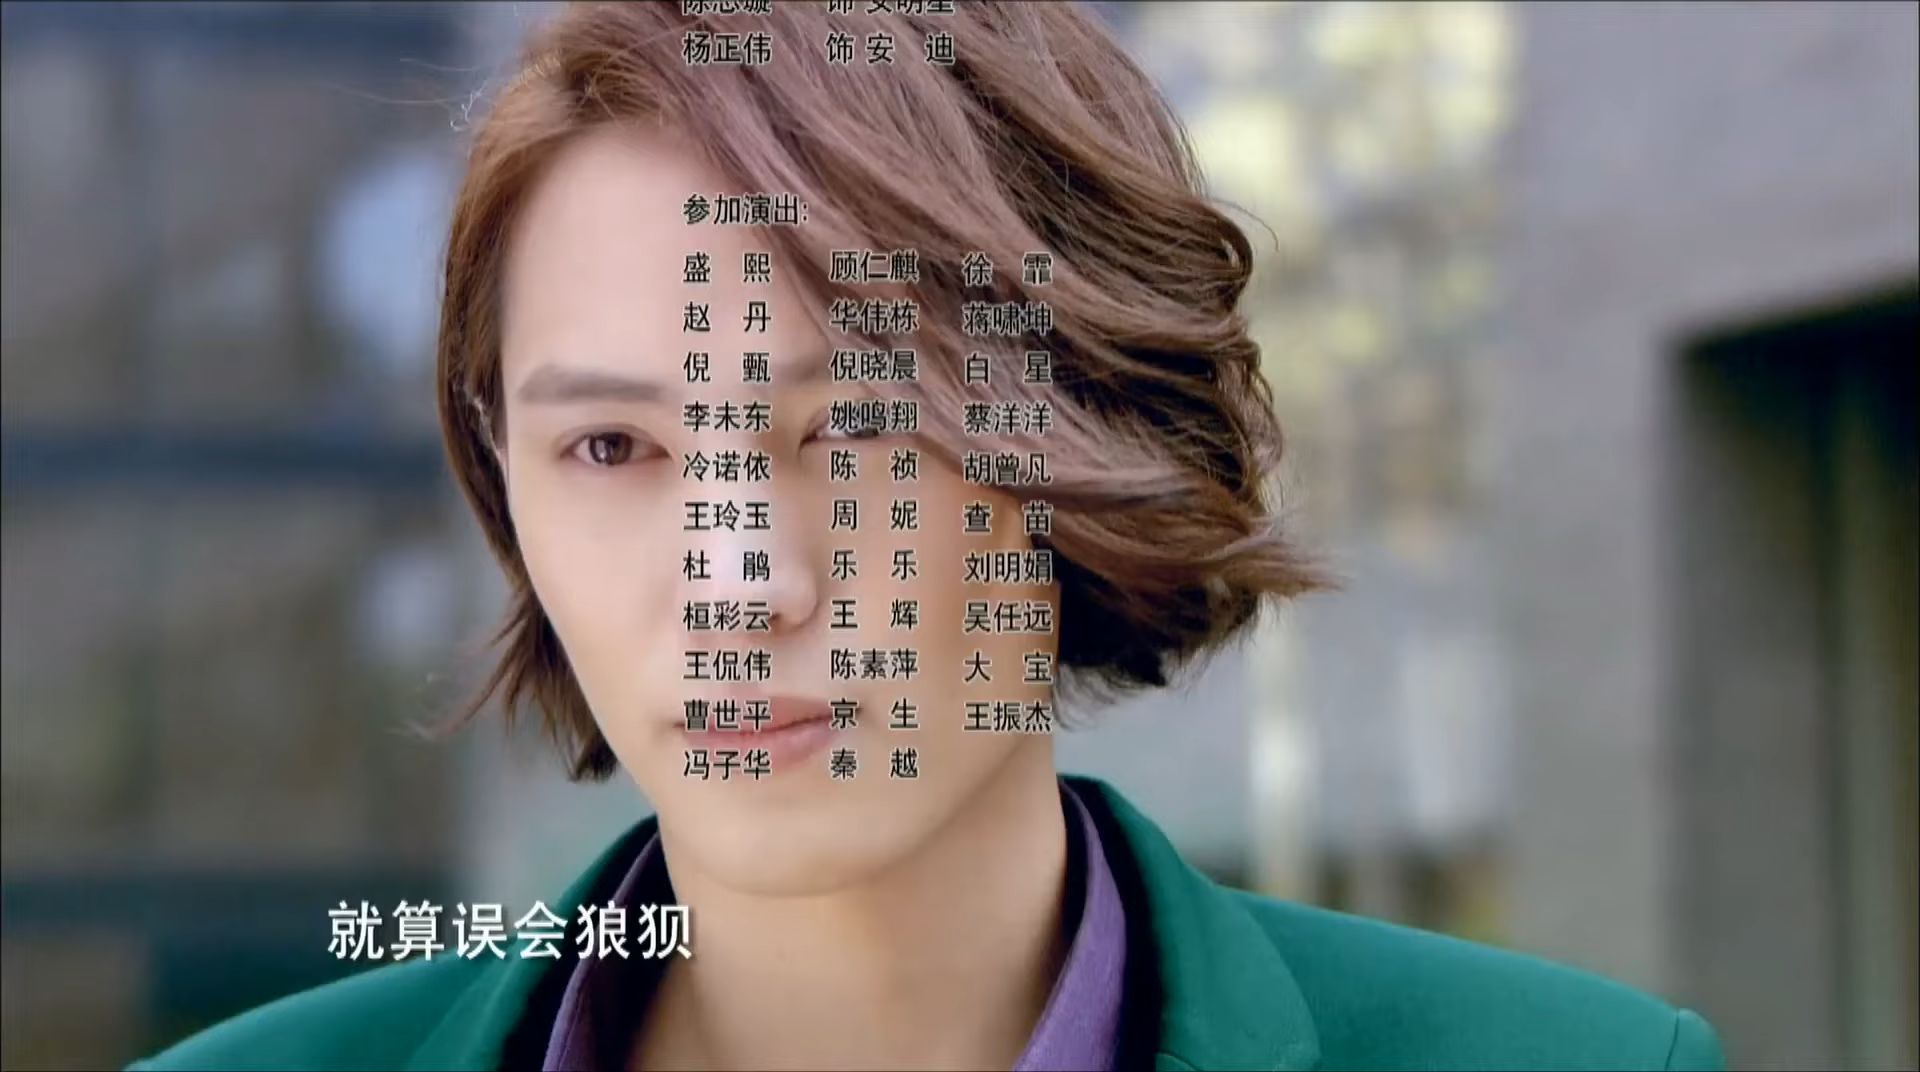 杨正伟 饰 安 迪
参加演出:
盛 熙 顾仁麒 徐 霏
赵 丹 华伟栋 蒋啸坤
倪 甄 倪晓晨 白 星
李未东 姚鸣翔 蔡洋洋
冷诺依 陈 祯 胡曾凡
王玲玉 周 妮 查 苗
杜 鹃 乐 乐 刘明娟
桓彩云 王 辉 吴任远
王侃伟 陈素萍 大 宝
曹世平 京 生 王振杰
冯子华 秦 越
就算误会狼狈